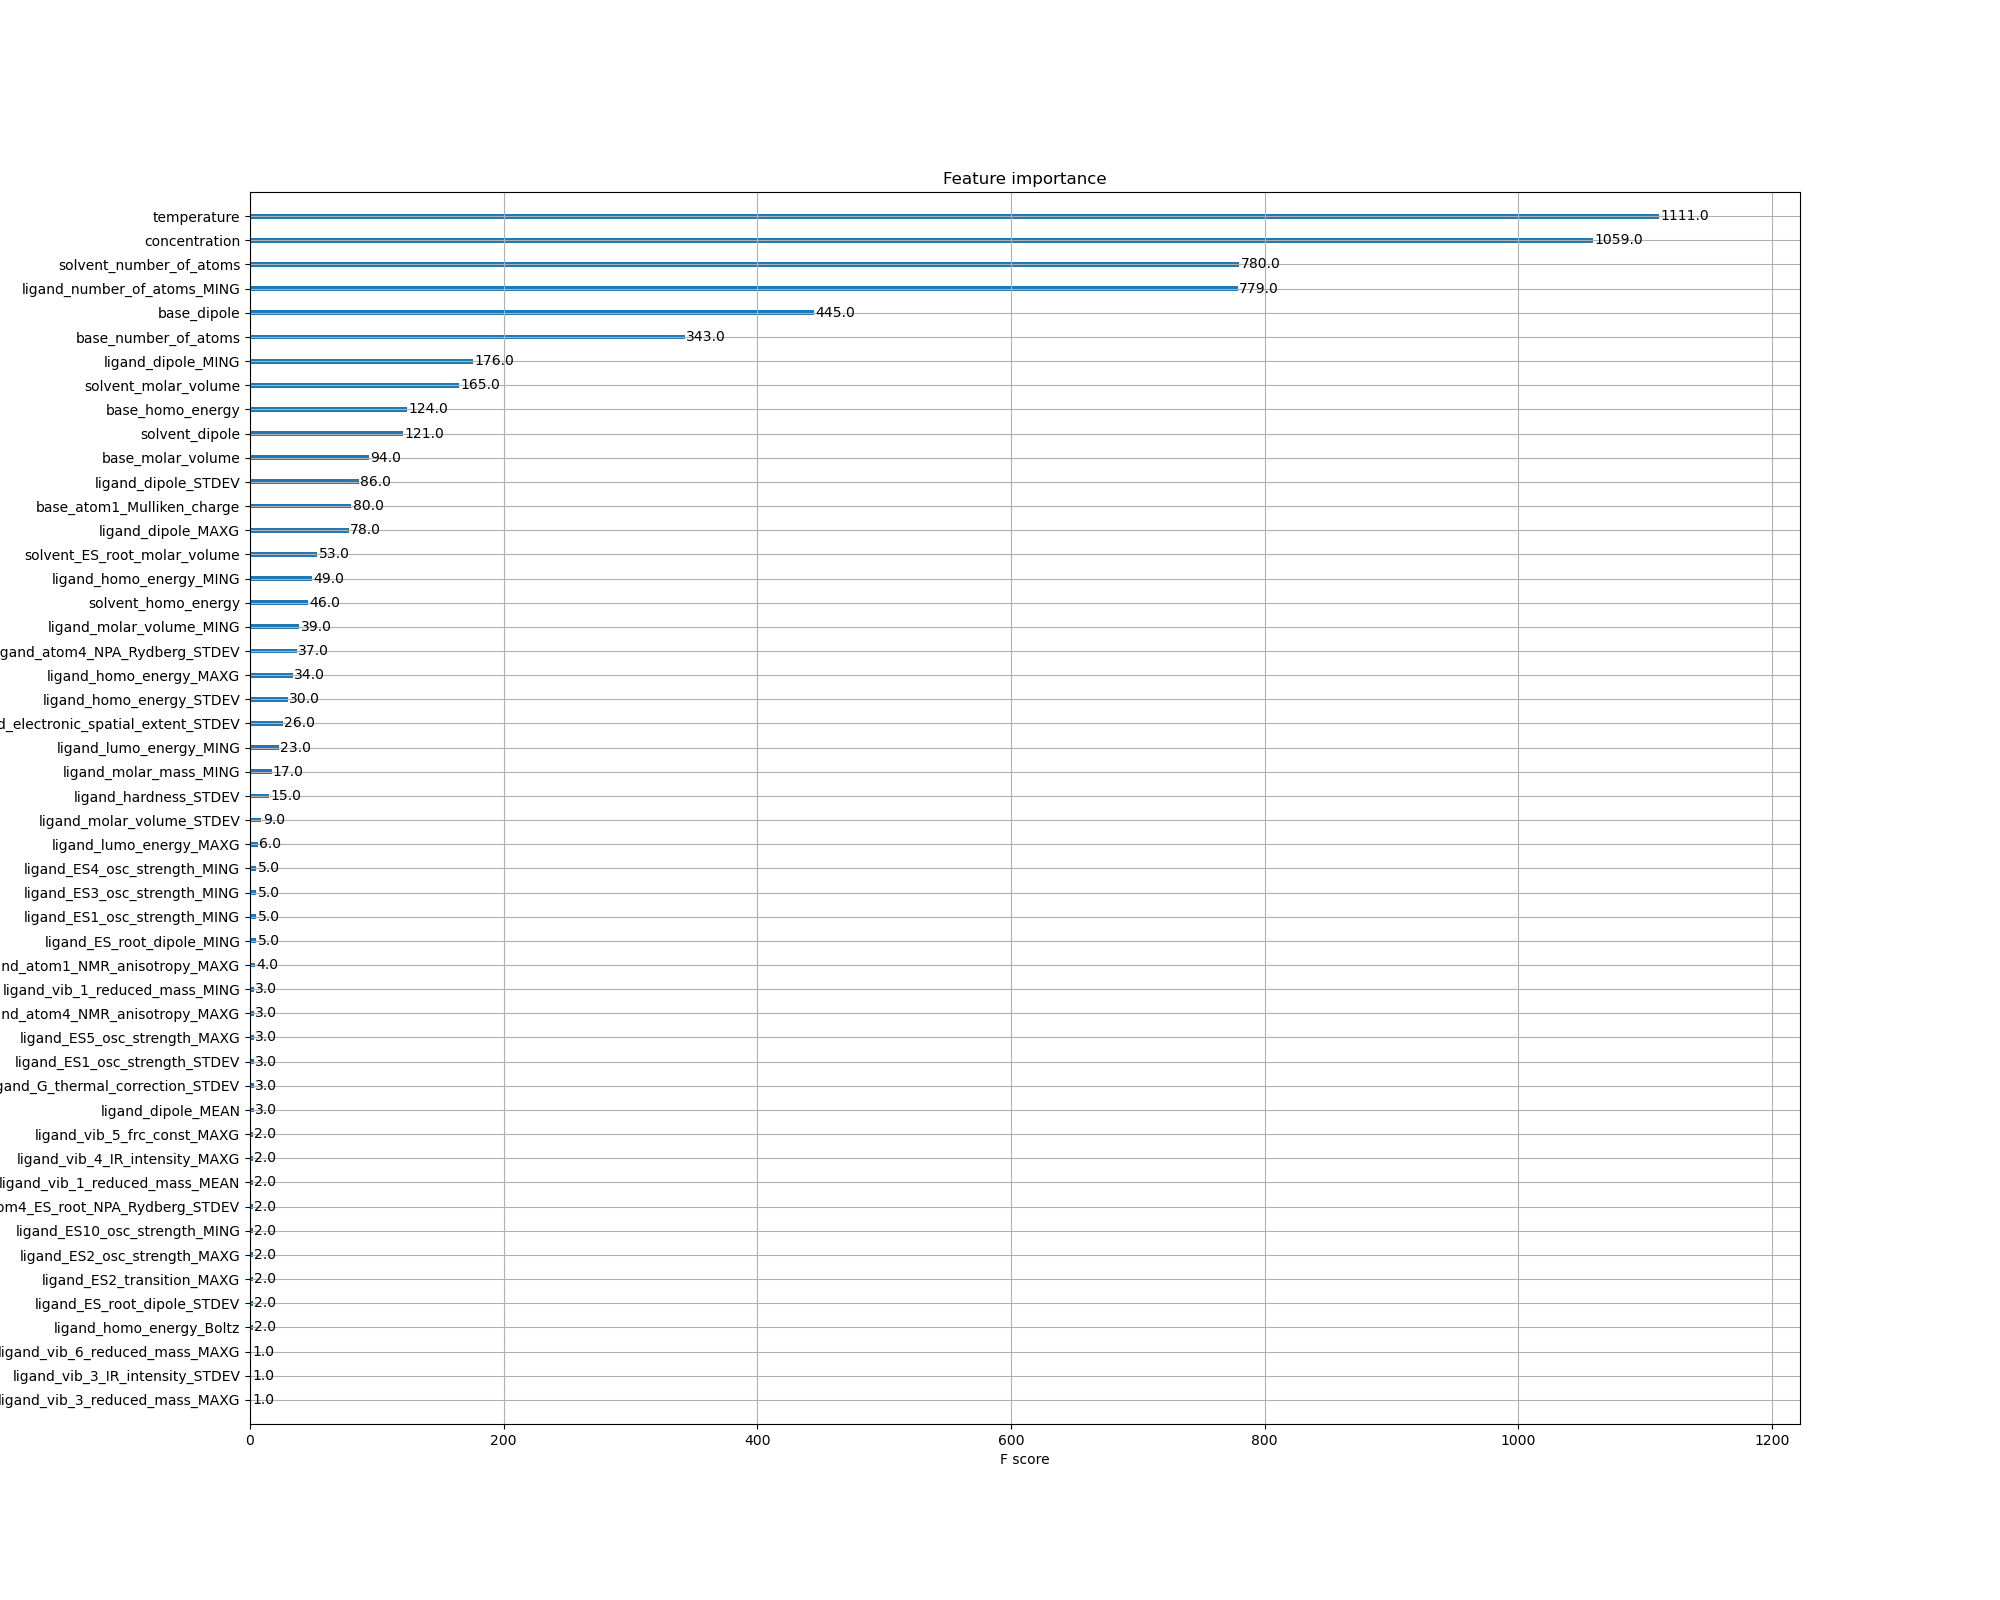 Feature importance
temperature 1111.0
concentration 1059.0
solvent_number_of_atoms 780.0
ligand_number_of_atoms_MING 779.0
base_dipole 445.0
base_number_of_atoms 343.0
ligand_dipole_MING 176.0
solvent_molar_volume 165.0
base_homo_energy 124.0
solvent_dipole 121.0
base_molar_volume 94.0
ligand_dipole_STDEV 86.0
base_atom1_Mulliken_charge 80.0
ligand_dipole_MAXG 78.0
solvent_ES_root_molar_volume 53.0
ligand_homo_energy_MING 49.0
solvent_homo_energy 46.0
ligand_molar_volume_MING 39.0
gand_atom4_NPA_Rydberg_STDEV 37.0
ligand_homo_energy_MAXG 34.0
ligand_homo_energy_STDEV 30.0
d_electronic_spatial_extent_STDEV 26.0
ligand_lumo_energy_MING 23.0
ligand_molar_mass_MING 17.0
ligand_hardness_STDEV 15.0
ligand_molar_volume_STDEV 9.0
ligand_lumo_energy_MAXG 6.0
ligand_ES4_osc_strength_MING 5.0
ligand_ES3_osc_strength_MING 5.0
ligand_ES1_osc_strength_MING 5.0
ligand_ES_root_dipole_MING 5.0
nd_atom1_NMR_anisotropy_MAXG 4.0
ligand_vib_1_reduced_mass_MING 3.0
nd_atom4_NMR_anisotropy_MAXG 3.0
ligand_ES5_osc_strength_MAXG 3.0
ligand_ES1_osc_strength_STDEV 3.0
gand_G_thermal_correction_STDEV 3.0
ligand_dipole_MEAN 3.0
ligand_vib_5_frc_const_MAXG 2.0
ligand_vib_4_IR_intensity_MAXG 2.0
ligand_vib_1_reduced_mass_MEAN 2.0
om4_ES_root_NPA_Rydberg_STDEV 2.0
ligand_ES10_osc_strength_MING 2.0
ligand_ES2_osc_strength_MAXG 2.0
ligand_ES2_transition_MAXG 2.0
ligand_ES_root_dipole_STDEV 2.0
ligand_homo_energy_Boltz 2.0
ligand_vib_6_reduced_mass_MAXG 1.0
ligand_vib_3_IR_intensity_STDEV 1.0
ligand_vib_3_reduced_mass_MAXG 1.0
0 200 400 600 800 1000 1200
F score